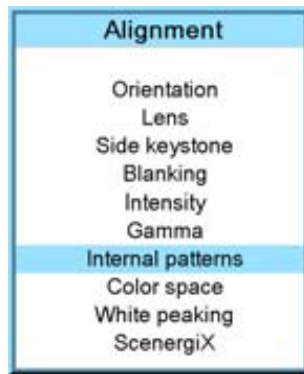 Alignment
Orientation
Lens
Side keystone
Blanking
Intensity
Gamma
Internal patterns
Color space
White peaking
ScenergiX